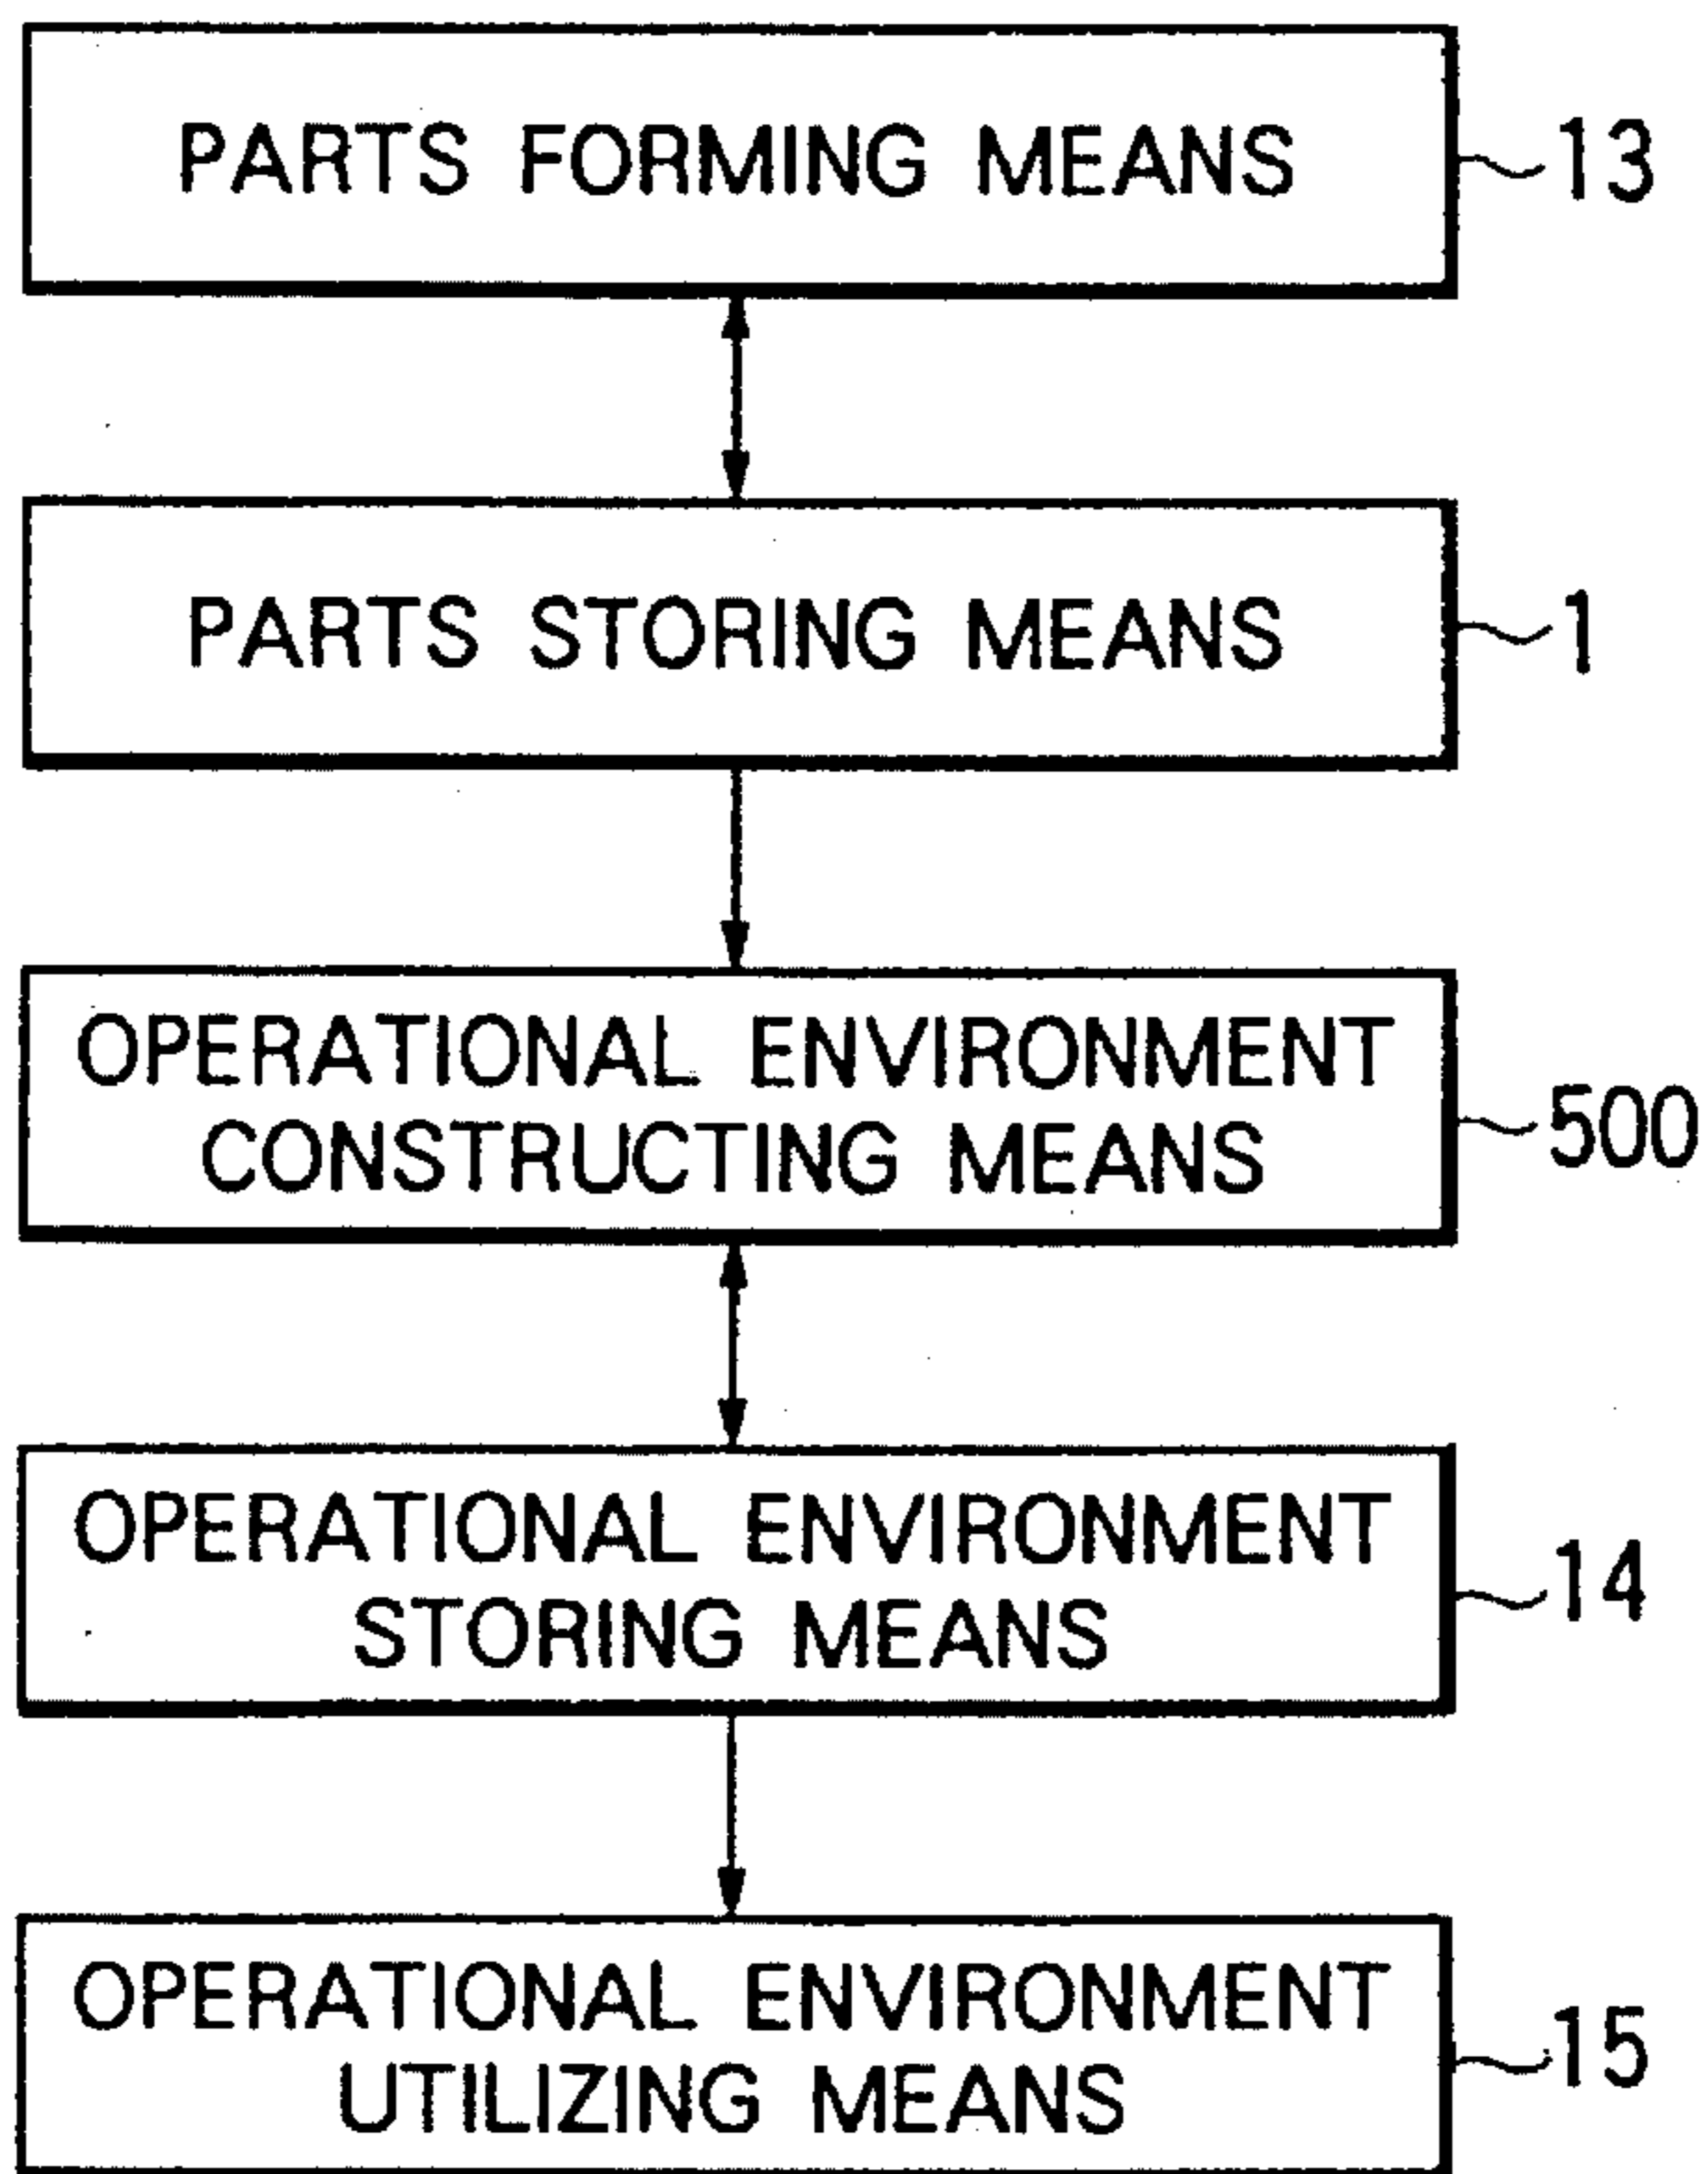 PARTS FORMING MEANS
13
PARTS STORING MEANS
1
OPERATIONAL ENVIRONMENT
CONSTRUCTING MEANS
500
OPERATIONAL ENVIRONMENT
STORING MEANS
14
OPERATIONAL ENVIRONMENT
UTILIZING MEANS
15